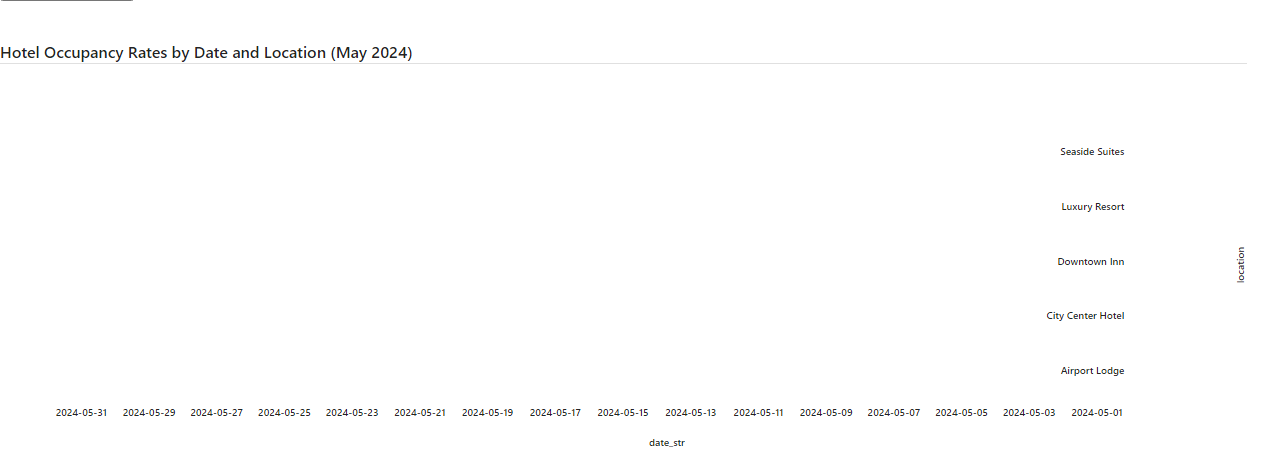 Hotel Occupancy Rates by Date and Location (May 2024)
Seaside Suites
Luxury Resort
Downtown Inn
City Center Hotel
Airport Lodge
location
2024-05-31 2024-05-29 2024-05-27 2024-05-25 2024-05-23 2024-05-21 2024-05-19 2024-05-17 2024-05-15 2024-05-13 2024-05-11 2024-05-09 2024-05-07 2024-05-05 2024-05-03 2024-05-01
date_str